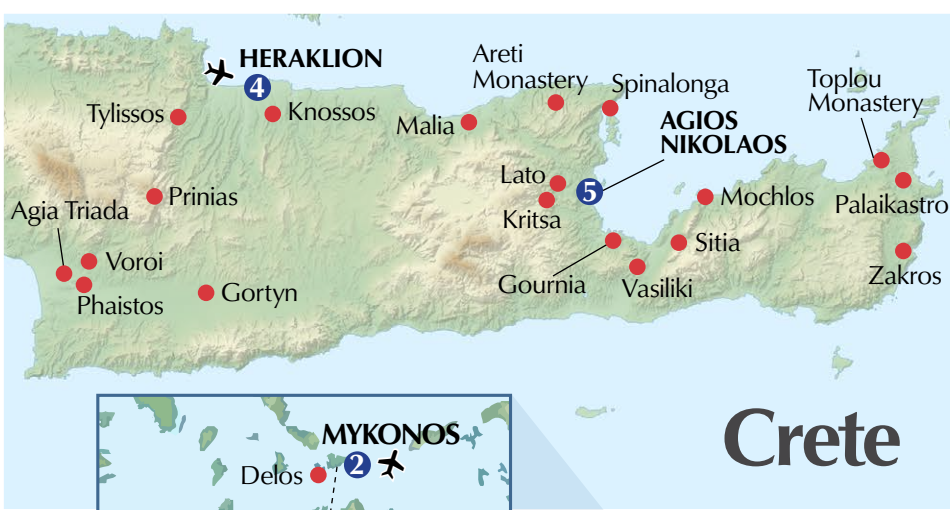 HERAKLION
4
Areti
Monastery
Spinalonga
Toplou
Monastery
Tylissos
Knossos
Malia
AGIOS
NIKOLAOS
Lato
5
Prinias
Kritsa
Mochlos
Palaikastro
Agia Triada
Voroi
Sitia
Phaistos
Gortyn
Gournia
Vasiliki
Zakros
Crete
MYKONOS
2
Delos